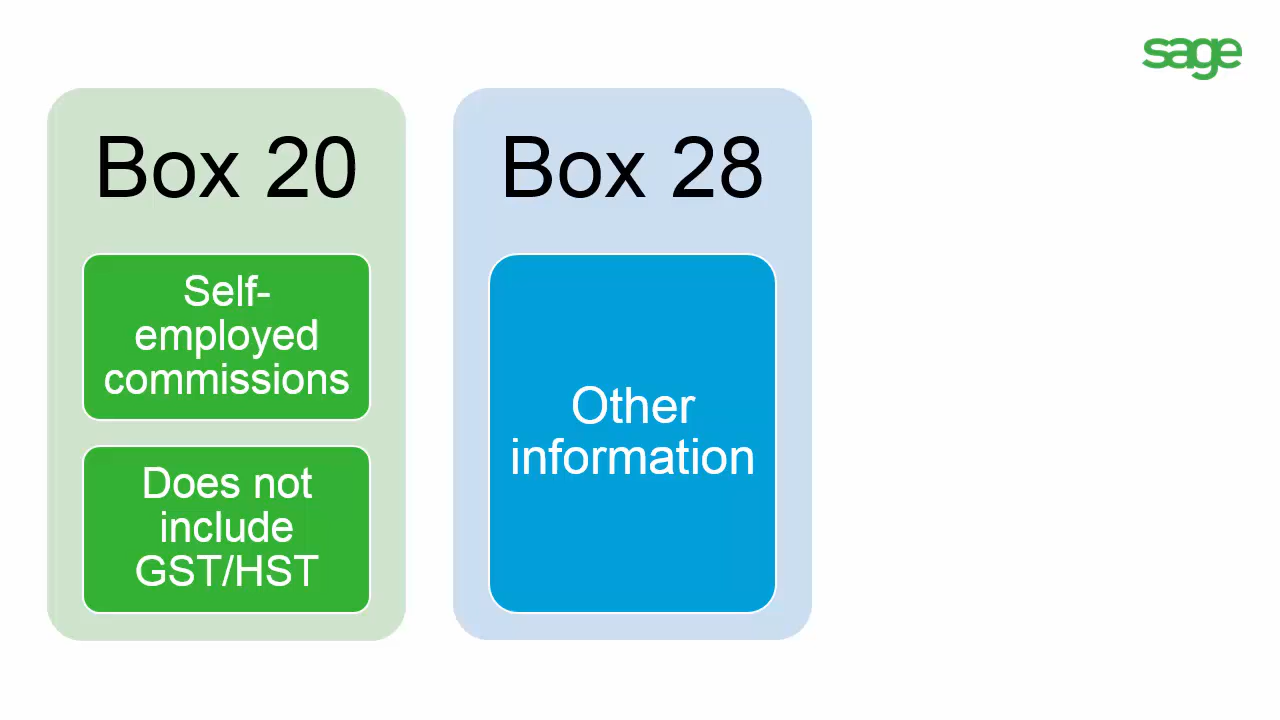 sage
Box 20
Self-
employed
commissions
Does not
include
GST/HST
Box 28
Other
information